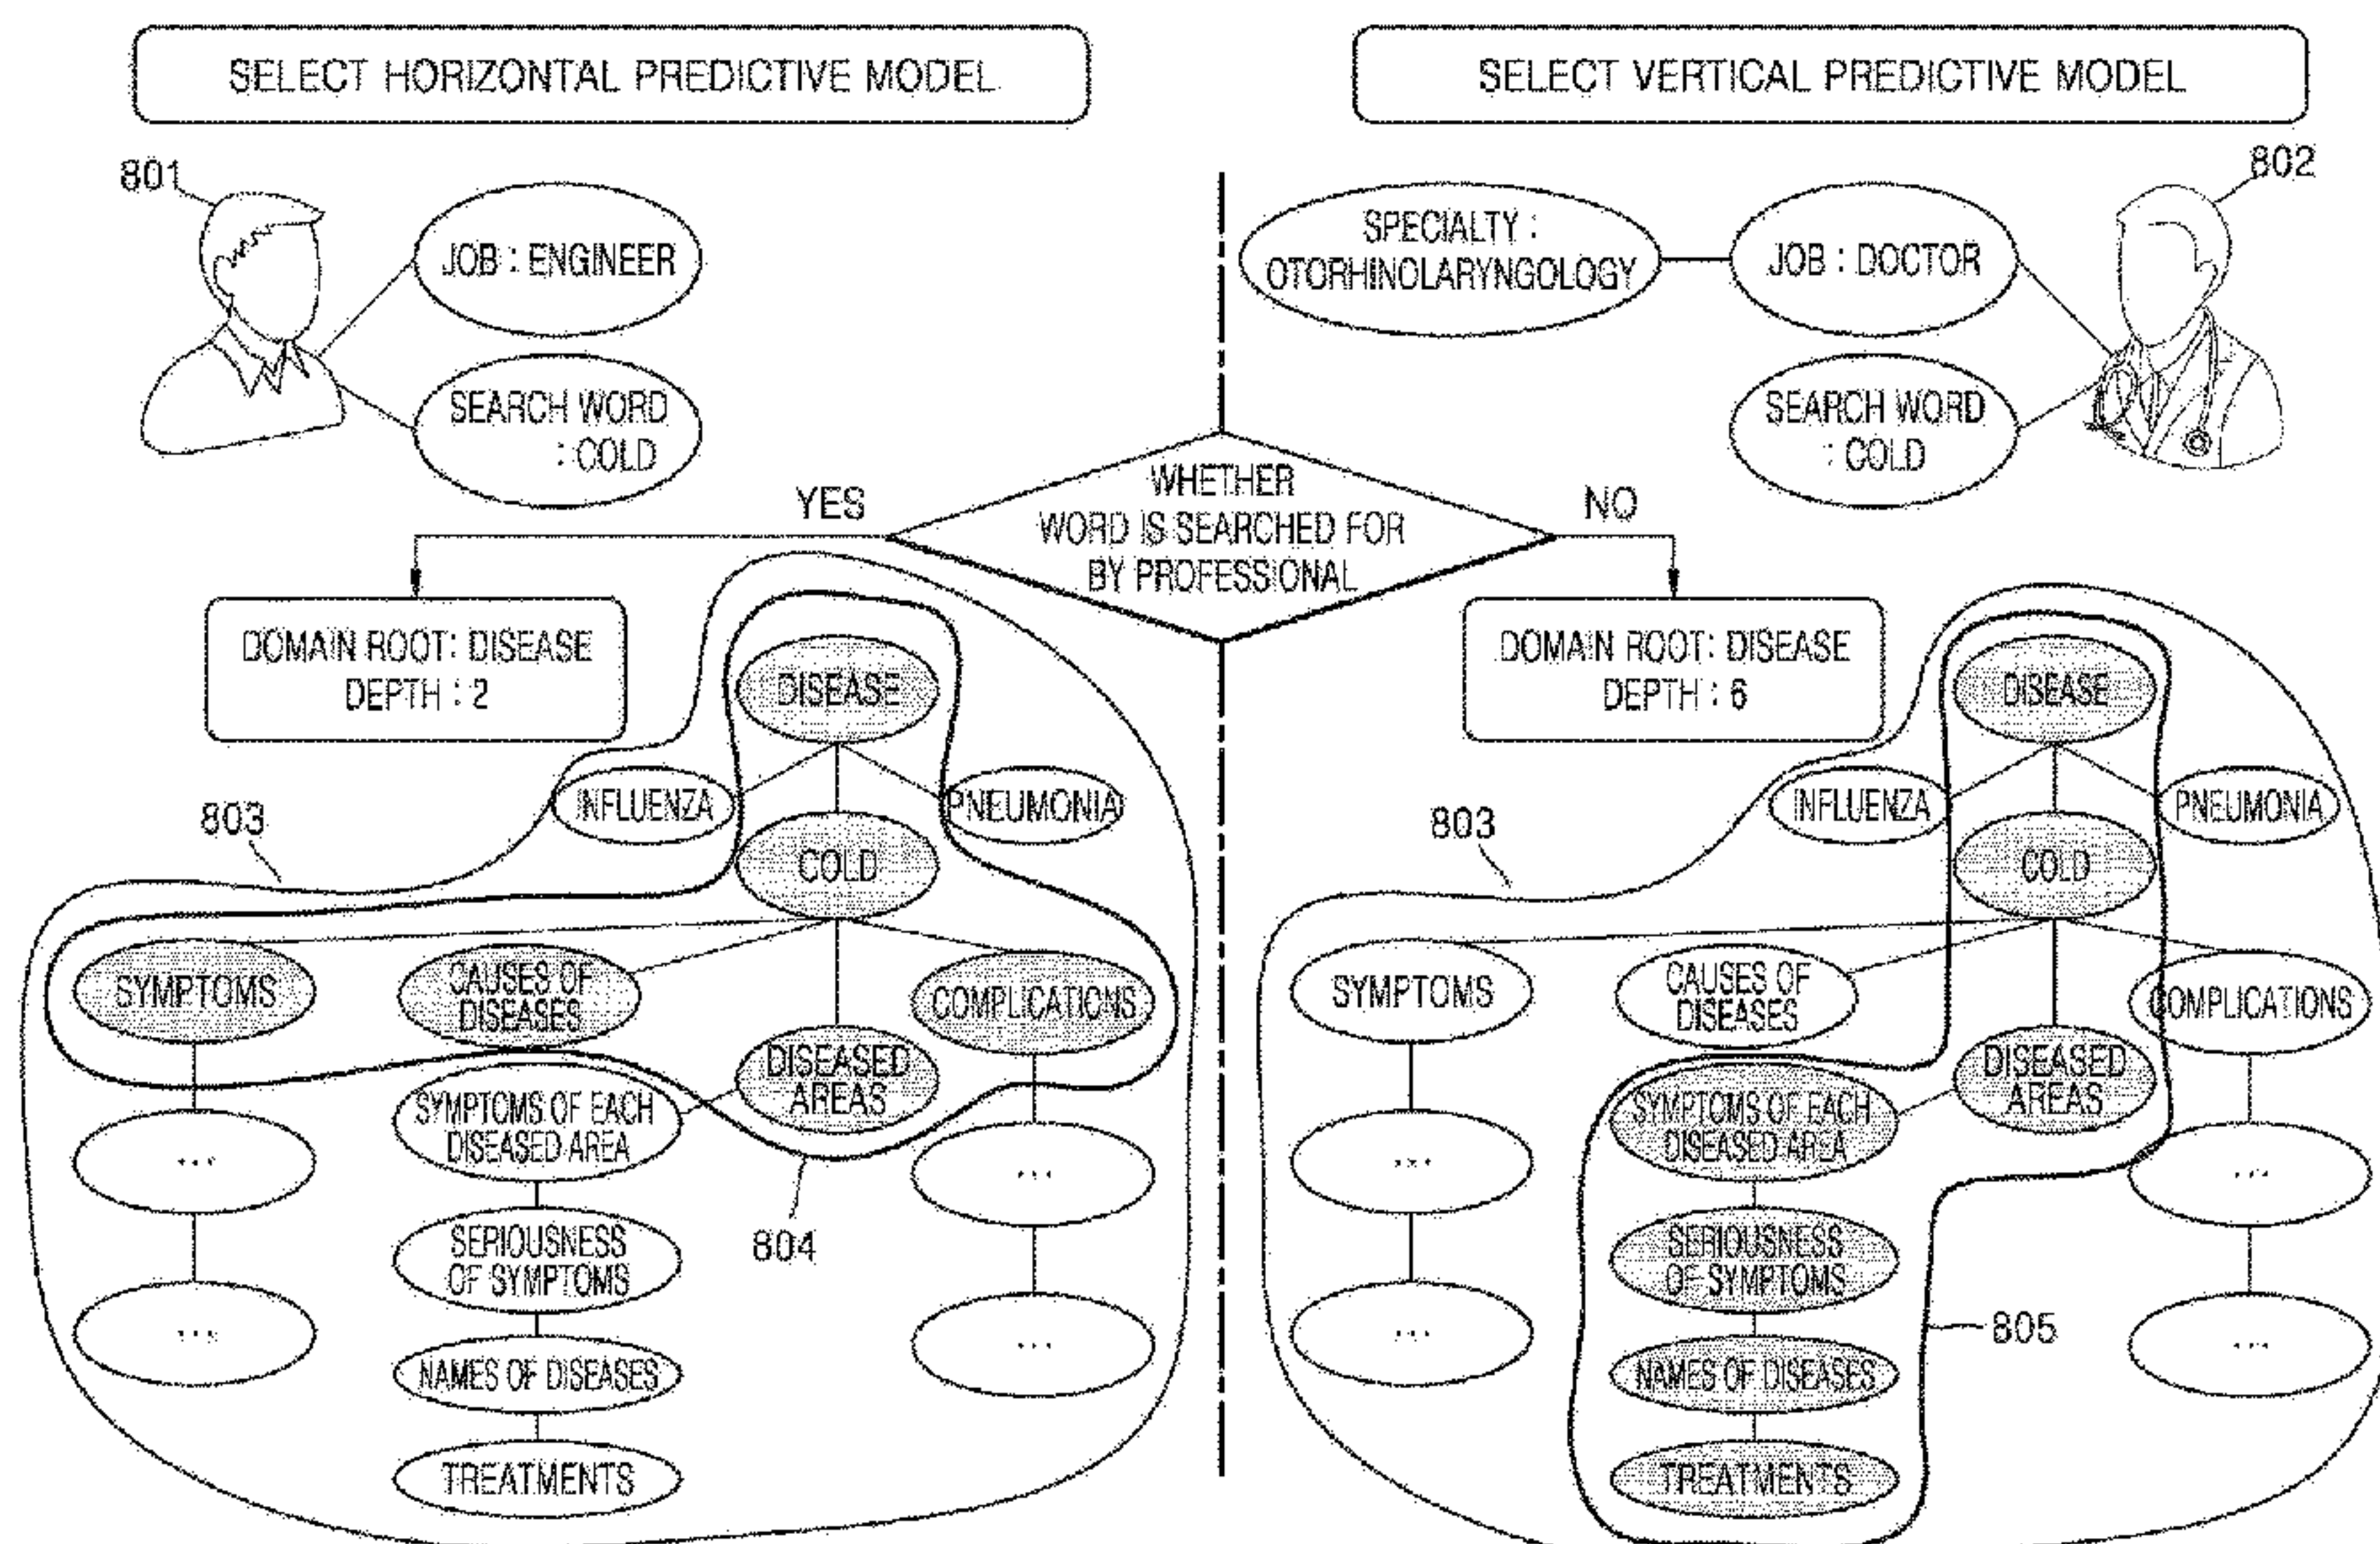 SELECT HORIZONTAL PREDICTIVE MODEL
SELECT VERTICAL PREDICTIVE MODEL
801
JOB : ENGINEER
SEARCH WORD
: COLD
802
SPECIALTY :
OTORHINOLARYNGOLOGY
JOB : DOCTOR
SEARCH WORD
: COLD
WHETHER
WORD IS SEARCHED FOR
BY PROFESSIONAL
YES
NO
DOMAIN ROOT: DISEASE
DEPTH : 2
803
DISEASE
INFLUENZA
PNEUMONIA
COLD
SYMPTOMS
CAUSES OF
DISEASES
COMPLICATIONS
DISEASED
AREAS
SYMPTOMS OF EACH
DISEASED AREA
...
...
SERIOUSNESS
OF SYMPTOMS
804
...
...
NAMES OF DISEASES
TREATMENTS
DOMAIN ROOT: DISEASE
DEPTH : 6
803
DISEASE
INFLUENZA
PNEUMONIA
COLD
SYMPTOMS
CAUSES OF
DISEASES
COMPLICATIONS
DISEASED
AREAS
SYMPTOMS OF EACH
DISEASED AREA
...
...
SERIOUSNESS
OF SYMPTOMS
805
...
...
NAMES OF DISEASES
TREATMENTS